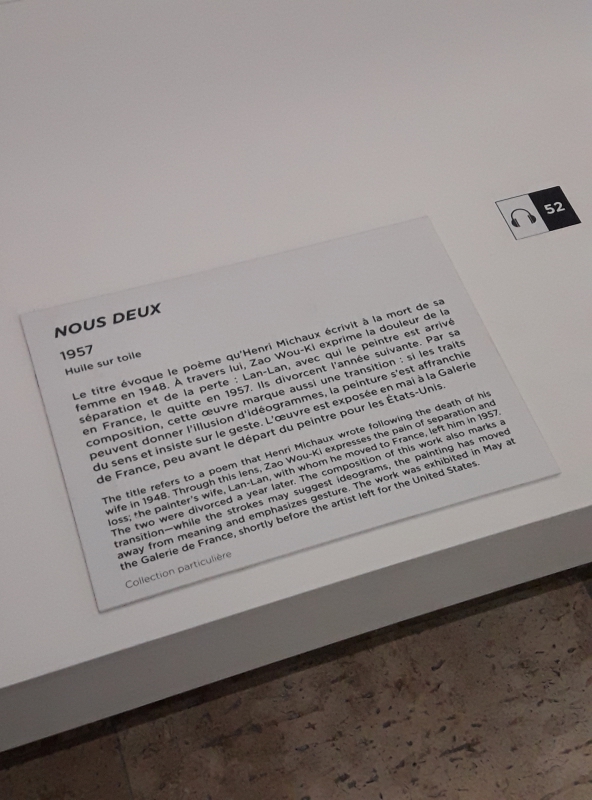 NOUS DEUX
1957
Huile sur toile
Le titre évoque le poème qu'Henri Michaux écrivit à la mort de sa
femme en 1948. À travers lui, Zao Wou-Ki exprime la douleur de la
séparation et de la perte : Lan-Lan, avec qui le peintre est arrivé
en France, le quitte en 1957. Ils divorcent l'année suivante. Par sa
composition, cette œuvre marque aussi une transition : si les traits
peuvent donner l'illusion d'idéogrammes, la peinture s'est affranchie
du sens et insiste sur le geste. L'œuvre est exposée en mai à la Galerie
de France, peu avant le départ du peintre pour les États-Unis.
The title refers to a poem that Henri Michaux wrote following the death of his
wife in 1948. Through this lens, Zao Wou-Ki expresses the pain of separation and
loss; the painter's wife, Lan-Lan, with whom he moved to France, left him in 1957.
The two were divorced a year later. The composition of this work also marks a
transition—while the strokes may suggest ideograms, the painting has moved
away from meaning and emphasizes gesture. The work was exhibited in May at
the Galerie de France, shortly before the artist left for the United States.
Collection particulière
52